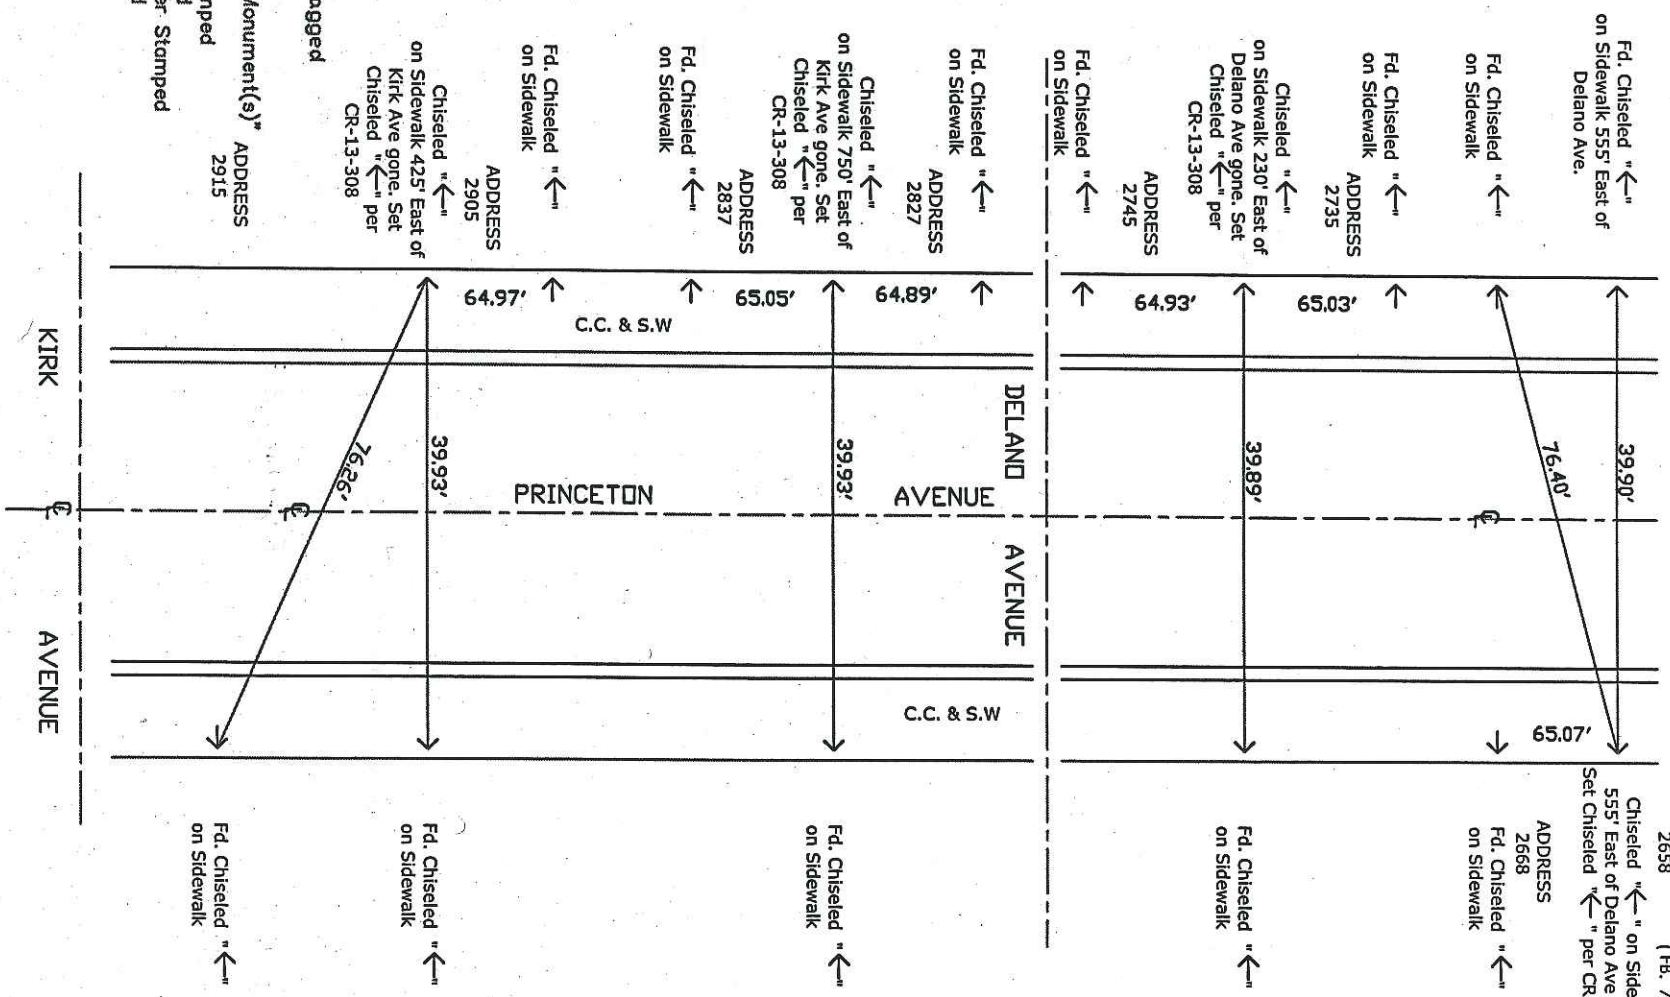 2658
(FB. 7
Fd. Chiseled "←"
on Sidewalk 555' East of
Delano Ave.
39.90'
Chiseled "←" on Side
555' East of Delano Ave
Set Chiseled "←" per CR
65.07'
ADDRESS
2668
Fd. Chiseled "←"
on Sidewalk
76.40'
Fd. Chiseled "←"
on Sidewalk
Fd. Chiseled "←"
on Sidewalk
ADDRESS
2735
65.03'
Chiseled "←"
on Sidewalk 230' East of
Delano Ave gone. Set
Chiseled "←" per
CR-13-308
39.89'
Fd. Chiseled "←"
on Sidewalk
ADDRESS
2745
64.93'
Fd. Chiseled "←"
on Sidewalk
DELANO AVENUE
Fd. Chiseled "←"
on Sidewalk
ADDRESS
2827
64.89'
AVENUE
C.C. & S.W
Chiseled "←"
on Sidewalk 750' East of
Kirk Ave gone. Set
Chiseled "←" per
CR-13-308
39.93'
Fd. Chiseled "←"
on Sidewalk
ADDRESS
2837
65.05'
Fd. Chiseled "←"
on Sidewalk
C.C. & S.W
PRINCETON
Fd. Chiseled "←"
on Sidewalk
ADDRESS
2905
64.97'
Chiseled "←"
on Sidewalk 425' East of
Kirk Ave gone. Set
Chiseled "←" per
CR-13-308
39.93'
Fd. Chiseled "←"
on Sidewalk
76.26'
ADDRESS
2915
Fd. Chiseled "←"
on Sidewalk
KIRK AVENUE
agged
Monument(s)"
mped
d
er Stamped
d